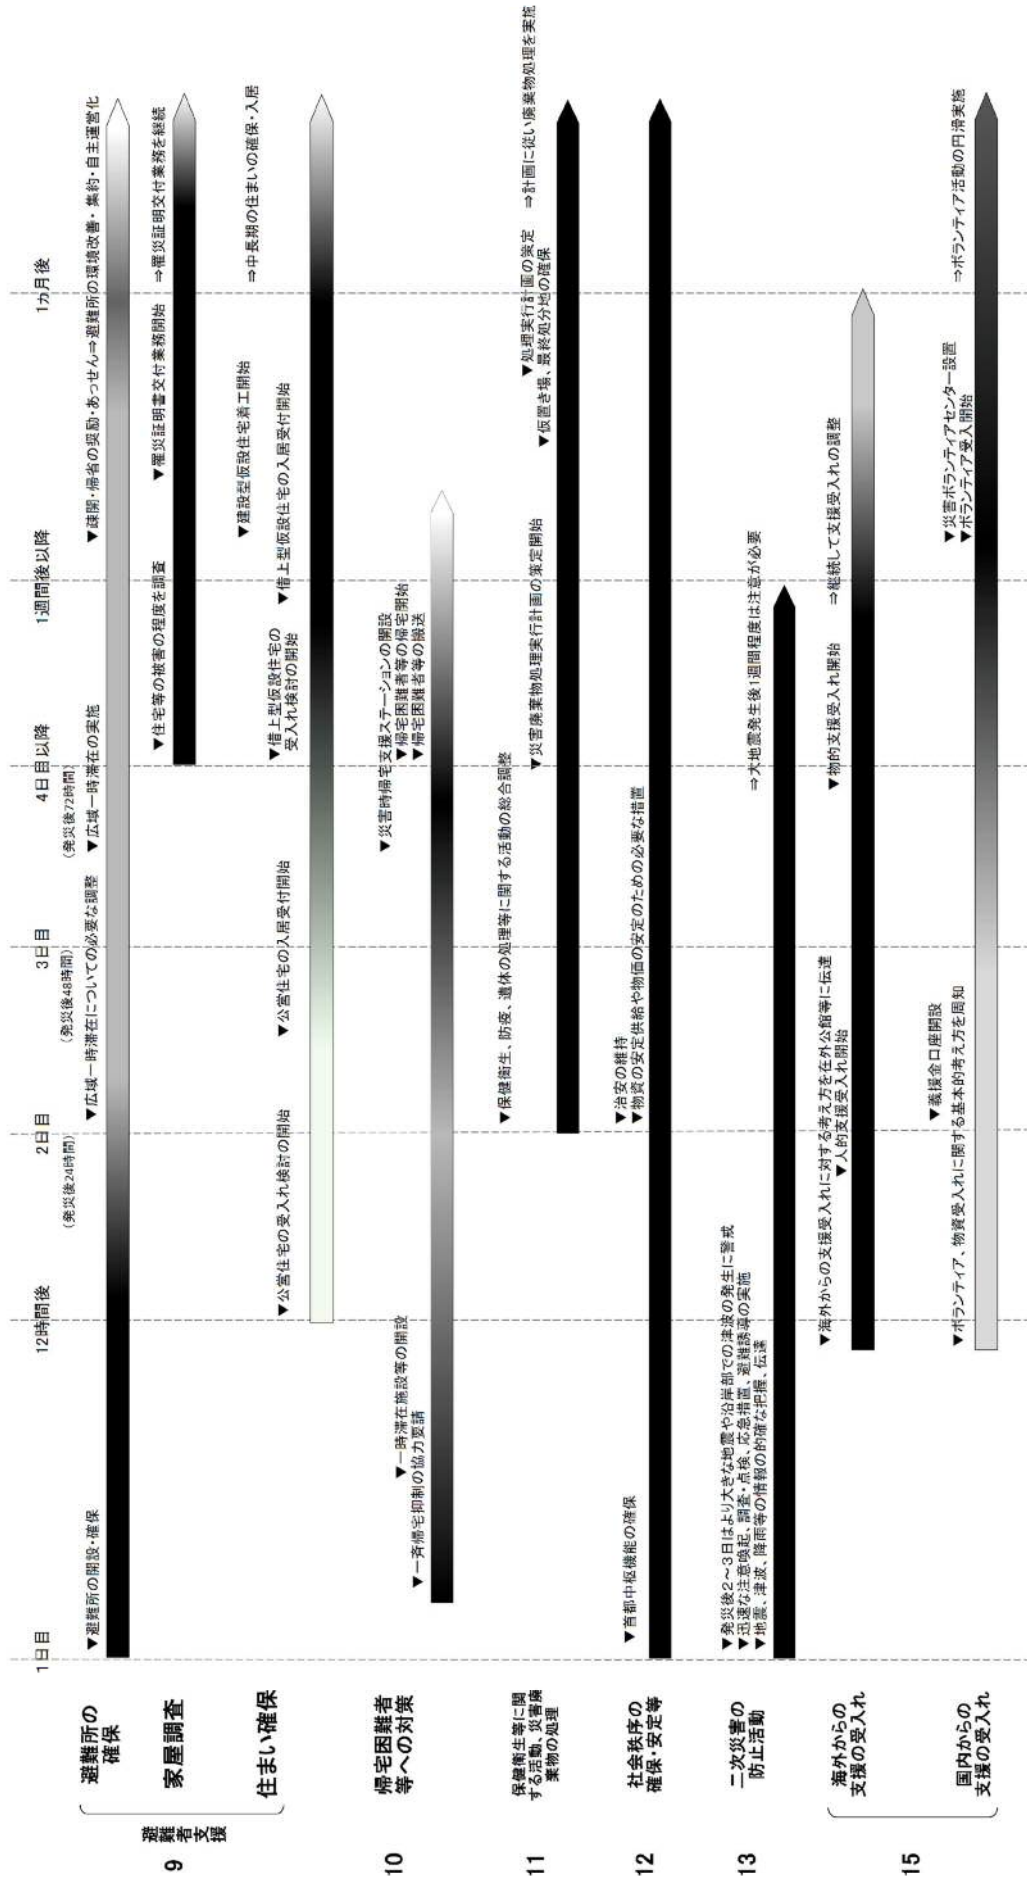 1日目
12時間後
2日目
3日目
4日目以降
1週間後以降
1カ月後
(発災後24時間)
(発災後48時間)
(発災後72時間)
9
避難者支援
避難所の
確保
▼避難所の開設・確保
▼広域一時滞在についての必要な調整
▼広域一時滞在の実施
▼疎開・帰省の奨励・あっせん⇒避難所の環境改善・集約・自主運営化
家屋調査
▼住宅等の被害の程度を調査
▼罹災証明書交付業務開始
⇒罹災証明交付業務を継続
住まい確保
▼公営住宅の受入れ検討の開始
▼公営住宅の入居受付開始
▼借上型仮設住宅の
受入れ検討の開始
▼借上型仮設住宅の入居受付開始
▼建設型仮設住宅着工開始
⇒中長期の住まいの確保・入居
10
帰宅困難者
等への対策
▼一斉帰宅抑制の協力要請
▼一時滞在施設等の開設
▼災害時帰宅支援ステーションの開設
▼帰宅困難者等の帰宅開始
▼帰宅困難者等の搬送
11
保健衛生等に関
する活動、災害廃
棄物の処理
▼保健衛生、防疫、遺体の処理等に関する活動の総合調整
▼災害廃棄物処理実行計画の策定開始
▼処理実行計画の策定
▼仮置き場、最終処分地の確保
⇒計画に従い廃棄物処理を実施
12
社会秩序の
確保・安定等
▼首都中枢機能の確保
▼治安の維持
▼物資の安定供給や物価の安定のための必要な措置
13
二次災害の
防止活動
▼発災後2～3日はより大きな地震や沿岸部での津波の発生に警戒
▼迅速な注意喚起、調査・点検、応急措置、避難誘導の実施
▼地震、津波、降雨等の情報の的確な把握、伝達
⇒大地震発生後1週間程度は注意が必要
15
海外からの
支援の受入れ
▼海外からの支援受入れに対する考え方を在外公館等に伝達
▼人的支援受入れ開始
▼物的支援受入れ開始
⇒継続して支援受入れの調整
国内からの
支援の受入れ
▼義援金口座開設
▼ボランティア、物資受入れに関する基本的考え方を周知
▼災害ボランティアセンター設置
▼ボランティア受入開始
⇒ボランティア活動の円滑実施